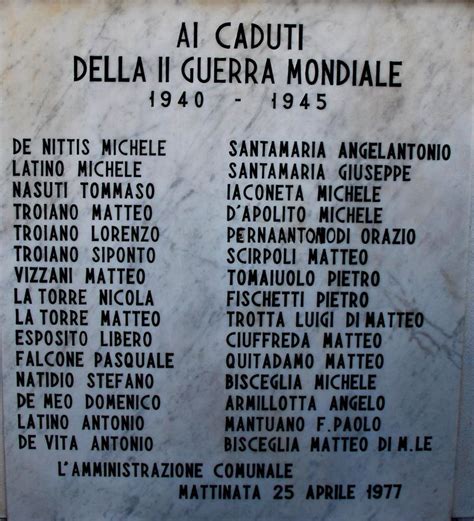 AI CADUTI
DELLA II GUERRA MONDIALE
1940 - 1945
DE NITTIS MICHELE
LATINO MICHELE
NASUTI TOMMASO
TROIANO MATTEO
TROIANO LORENZO
TROIANO SIPONTO
VIZZANI MATTEO
LA TORRE NICOLA
LA TORRE MATTEO
ESPOSITO LIBERO
FALCONE PASQUALE
NATIDIO STEFANO
DE MEO DOMENICO
LATINO ANTONIO
DE VITA ANTONIO
SANTAMARIA ANGELANTONIO
SANTAMARIA GIUSEPPE
IACONETA MICHELE
D'APOLITO MICHELE
PERNAANTONODI ORAZIO
SCIRPOLI MATTEO
TOMAIUOLO PIETRO
FISCHETTI PIETRO
TROTTA LUIGI DI MATTEO
CIUFFREDA MATTEO
QUITADAMO MATTEO
BISCEGLIA MICHELE
ARMILLOTTA ANGELO
MANTUANO F. PAOLO
BISCEGLIA MATTEO DI M.LE
L'AMMINISTRAZIONE COMUNALE
MATTINATA 25 APRILE 1977